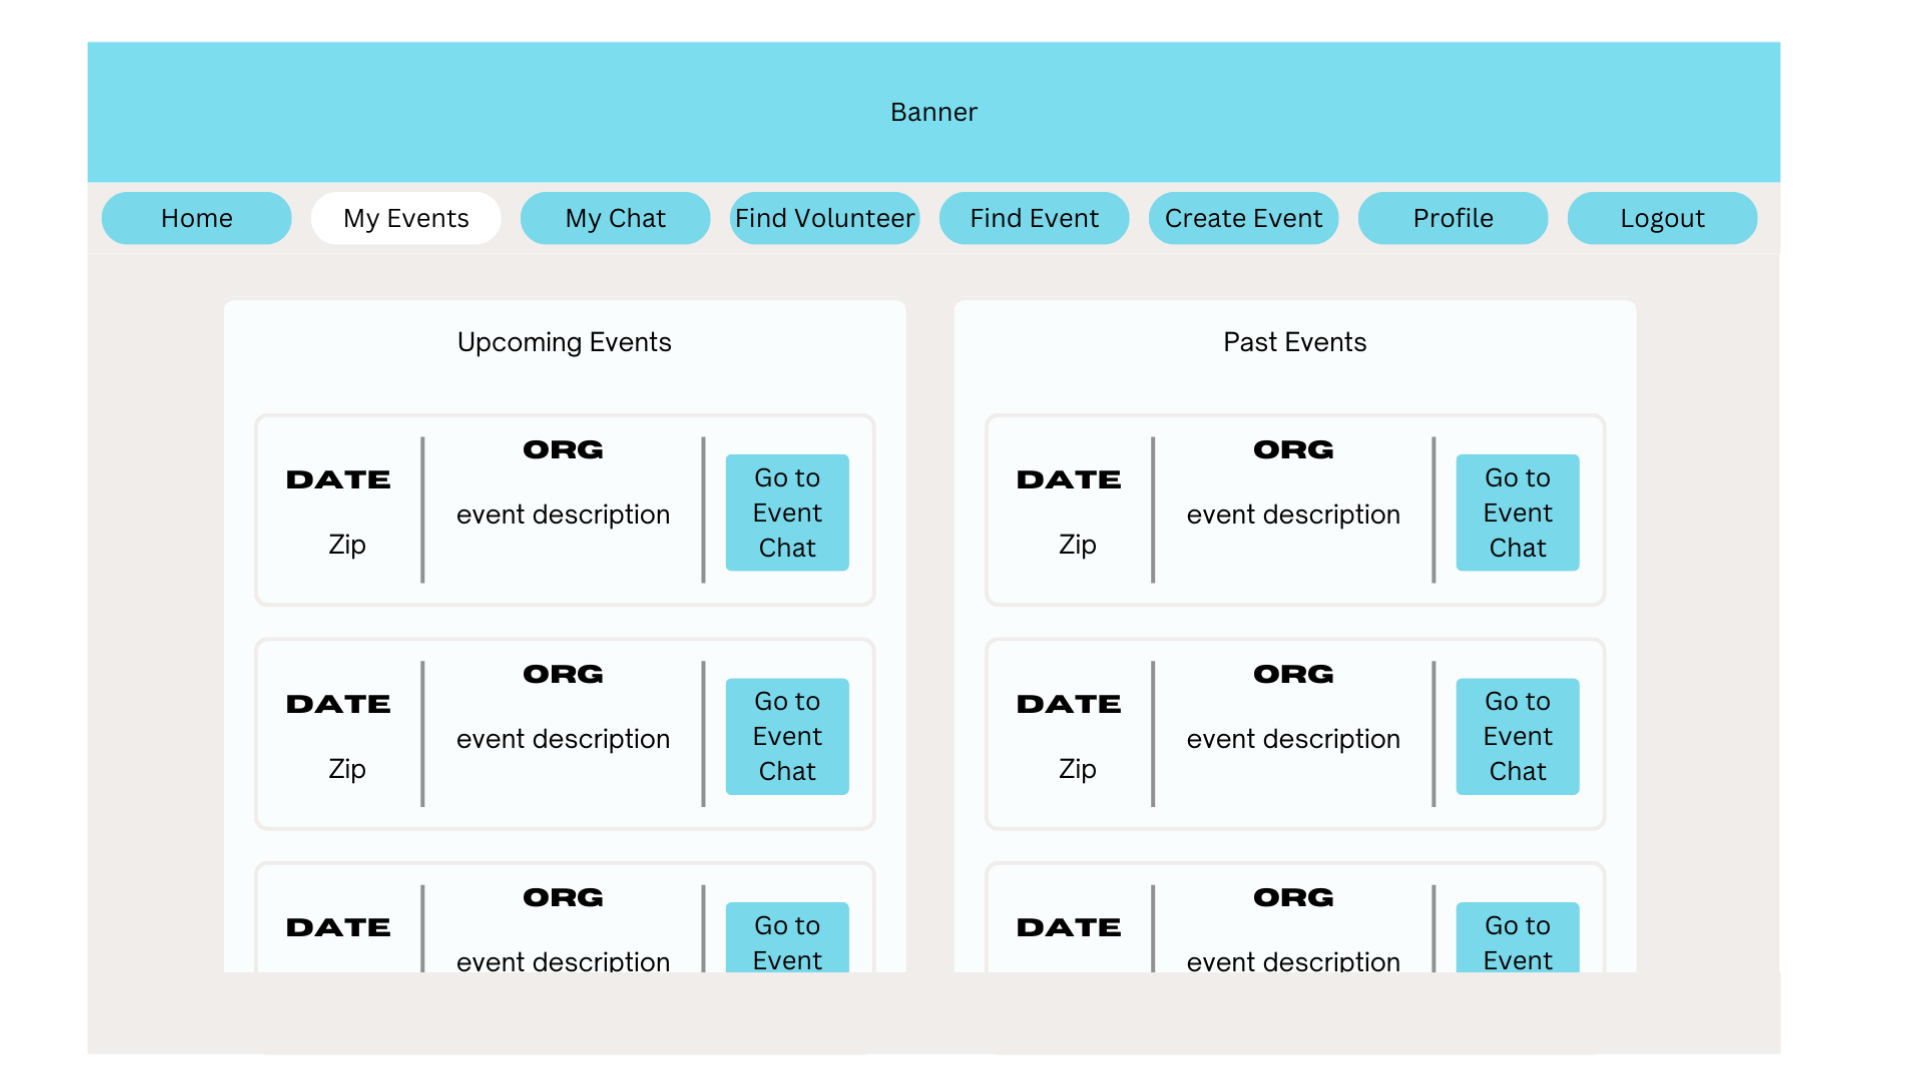 Banner
Home
My Events
My Chat
Find Volunteer
Find Event
Create Event
Profile
Logout
Upcoming Events
DATE
Zip
ORG
event description
Go to
Event
Chat
DATE
Zip
ORG
event description
Go to
Event
Chat
DATE
ORG
event description
Go to
Event
Past Events
DATE
Zip
ORG
event description
Go to
Event
Chat
DATE
Zip
ORG
event description
Go to
Event
Chat
DATE
ORG
event description
Go to
Event